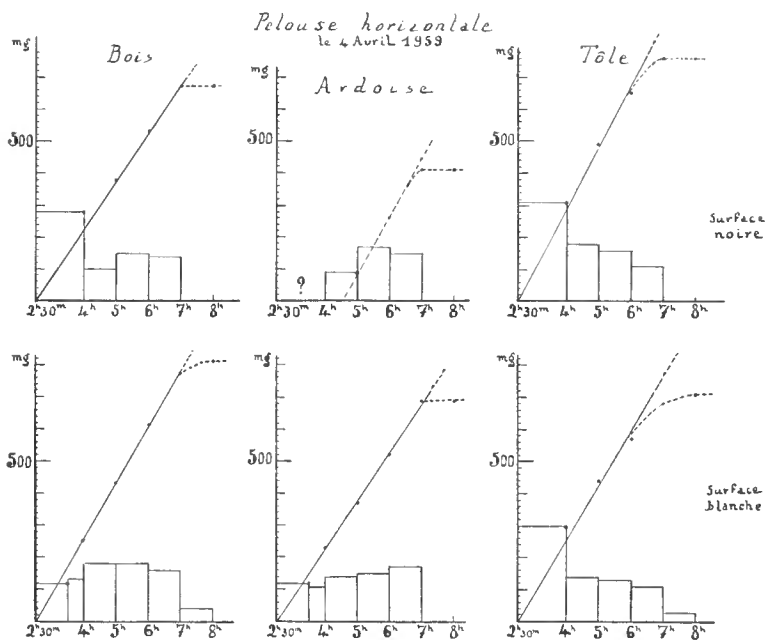 Pelouse horizontale
le 4 Avril 1959
mg
Bois
500
2ʰ30ᵐ 4ʰ 5ʰ 6ʰ 7ʰ 8ʰ
mg
Ardoise
?
2ʰ30ᵐ 4ʰ 5ʰ 6ʰ 7ʰ 8ʰ
mg
Tôle
500
2ʰ30ᵐ 4ʰ 5ʰ 6ʰ 7ʰ 8ʰ
Surface
noire
mg
500
2ʰ30ᵐ 4ʰ 5ʰ 6ʰ 7ʰ 8ʰ
mg
500
2ʰ30ᵐ 4ʰ 5ʰ 6ʰ 7ʰ 8ʰ
mg
500
2ʰ30ᵐ 4ʰ 5ʰ 6ʰ 7ʰ 8ʰ
Surface
blanche